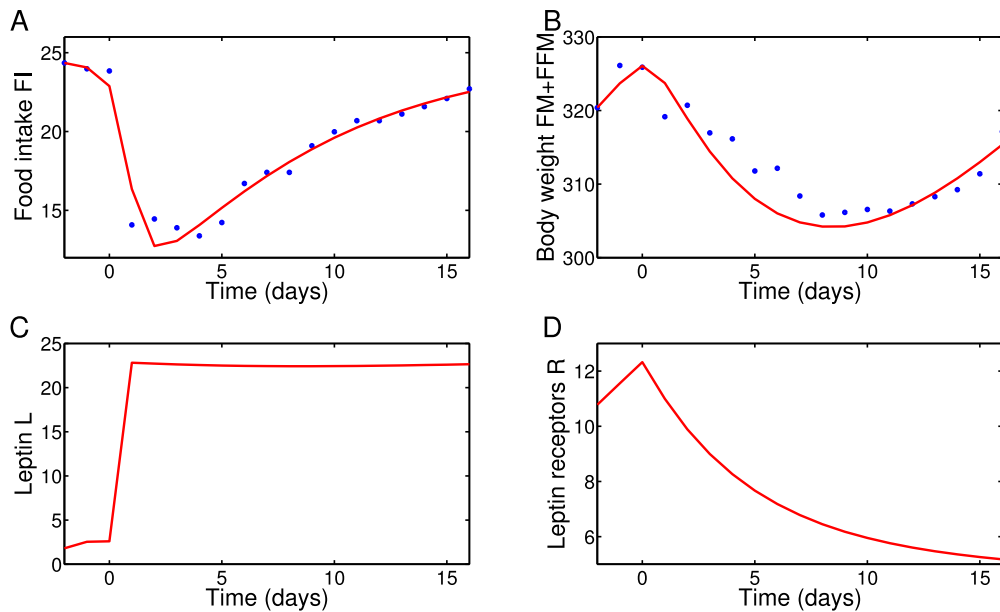 A
Food intake FI
25
20
15
0
5
10
15
Time (days)
B
Body weight FM+FFM
330
320
310
300
0
5
10
15
Time (days)
C
Leptin L
25
20
15
10
5
0
0
5
10
15
Time (days)
D
Leptin receptors R
12
10
8
6
0
5
10
15
Time (days)